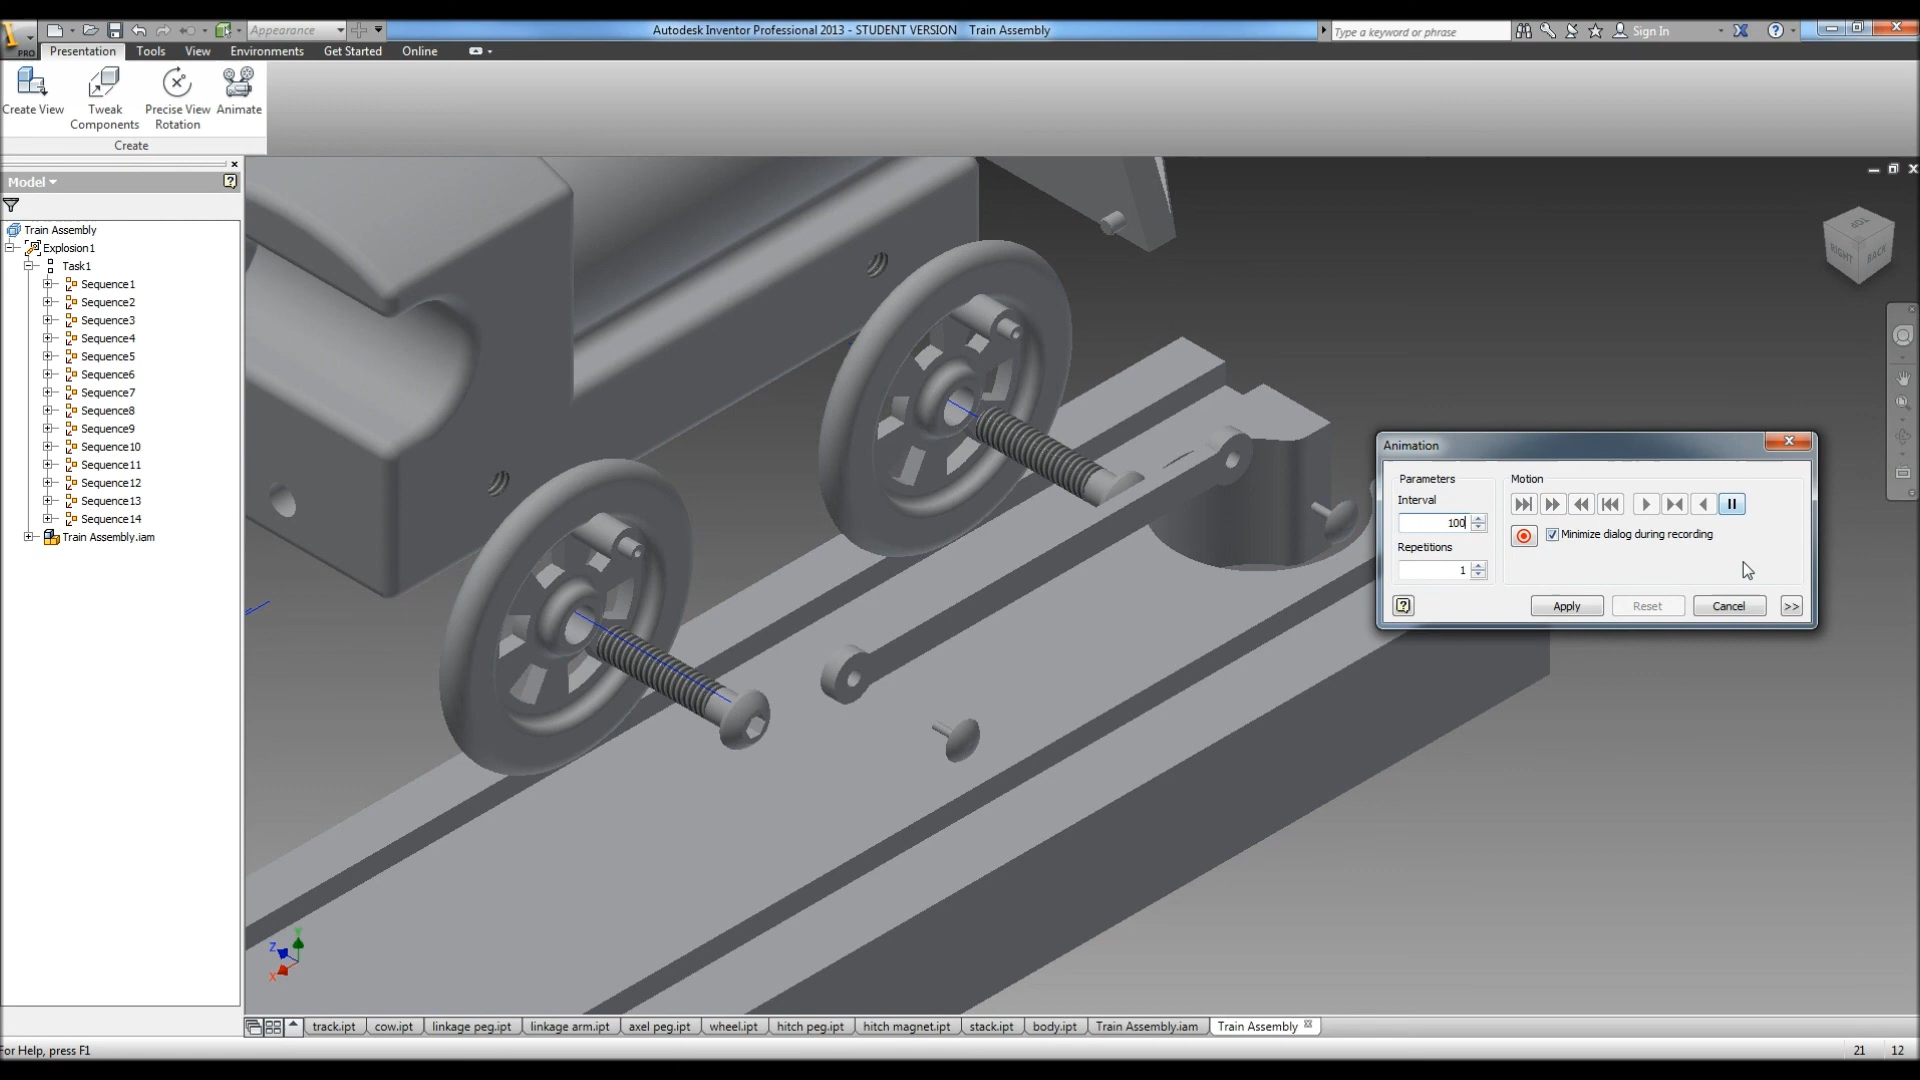 Appearance
Autodesk Inventor Professional 2013 - STUDENT VERSION Train Assembly
Type a keyword or phrase
Sign In
PRO
Presentation Tools View Environments Get Started Online
Create View
Tweak Components
Precise View Rotation
Animate
Create
Model
Train Assembly
Explosion1
Task1
Sequence1
Sequence2
Sequence3
Sequence4
Sequence5
Sequence6
Sequence7
Sequence8
Sequence9
Sequence10
Sequence11
Sequence12
Sequence13
Sequence14
Train Assembly.iam
TOP
RIGHT
BACK
Animation
Parameters
Motion
Interval
100
Minimize dialog during recording
Repetitions
1
Apply
Reset
Cancel
>>
Y
Z
X
track.ipt cow.ipt linkage peg.ipt linkage arm.ipt axel peg.ipt wheel.ipt hitch peg.ipt hitch magnet.ipt stack.ipt body.ipt Train Assembly.iam Train Assembly
For Help, press F1
21 12